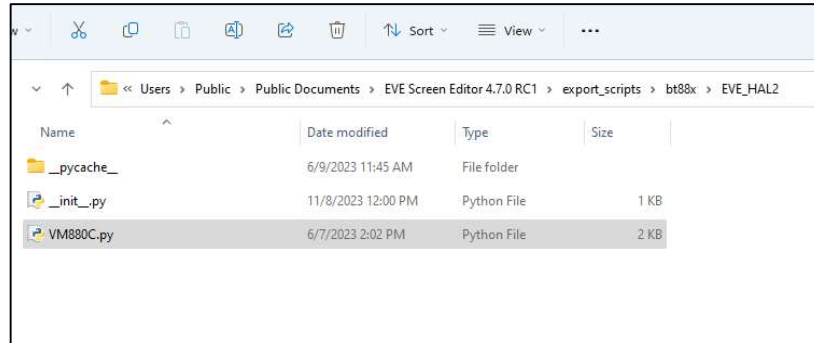 Sort
View
« Users › Public › Public Documents › EVE Screen Editor 4.7.0 RC1 › export_scripts › bt88x › EVE_HAL2
Name Date modified Type Size
__pycache__ 6/9/2023 11:45 AM File folder
__init__.py 11/8/2023 12:00 PM Python File 1 KB
VM880C.py 6/7/2023 2:02 PM Python File 2 KB